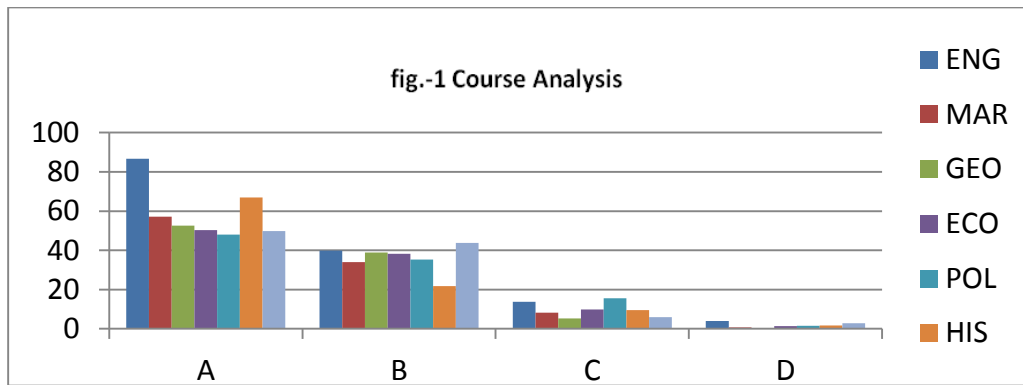 fig.-1 Course Analysis
100
80
60
40
20
0
A B C D
ENG
MAR
GEO
ECO
POL
HIS